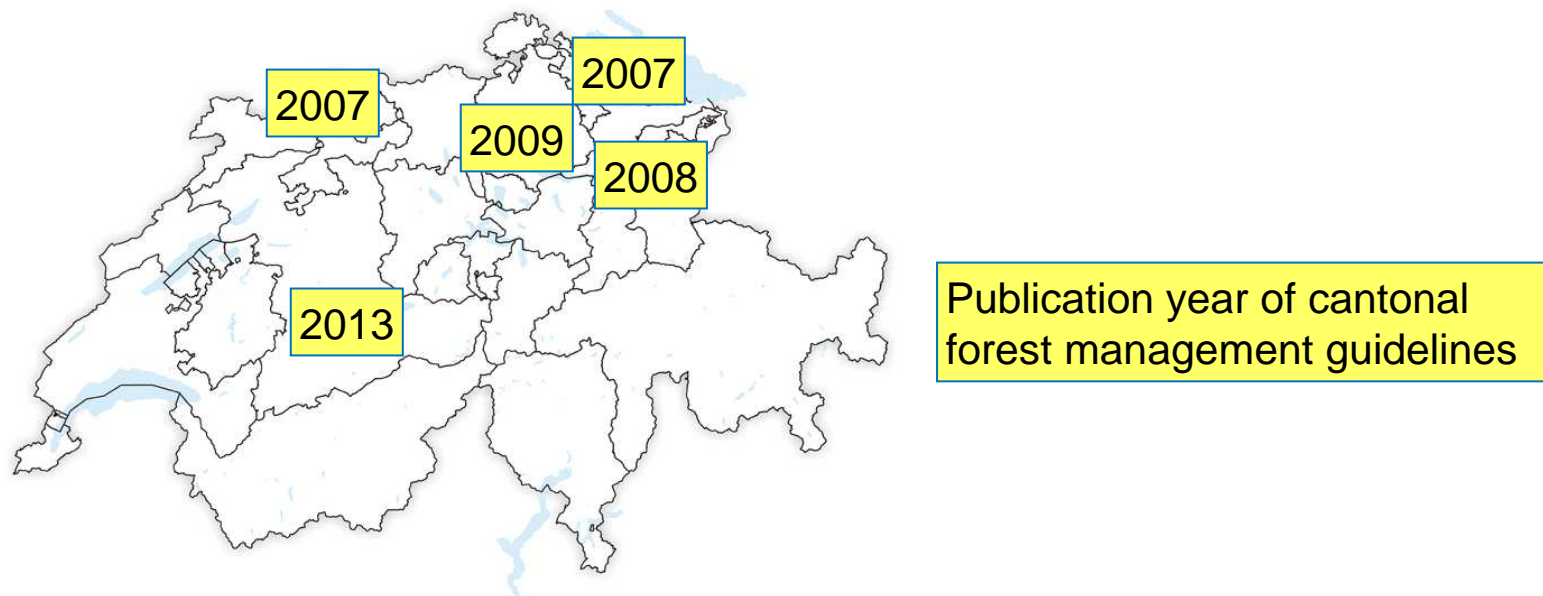 2007
2007
2009
2008
2013
Publication year of cantonal
forest management guidelines